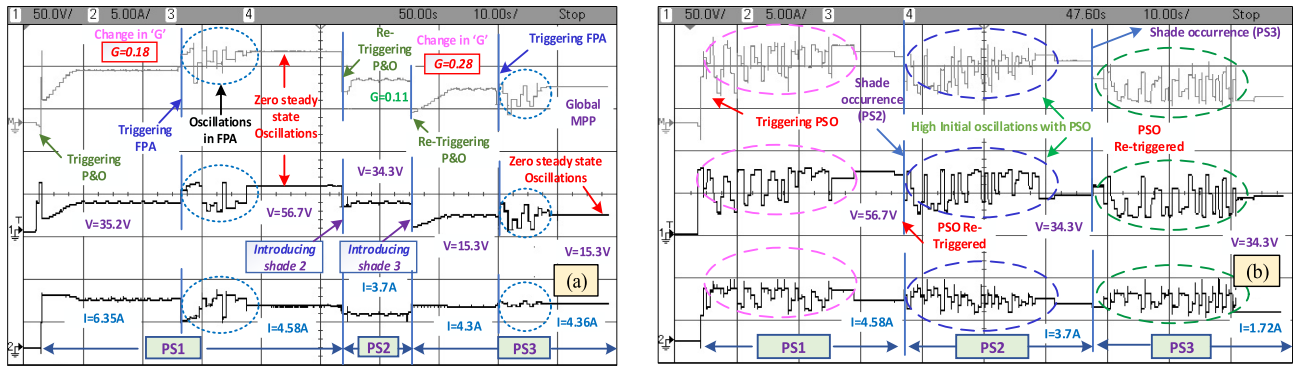 1 50.0V/ 2 5.00A/ 3 4 50.00s 10.00s/ Stop
Change in 'G'
G=0.18
Re-
Triggering
P&O
G=0.11
Change in 'G'
G=0.28
Triggering FPA
Global
MPP
Triggering
FPA
Oscillations
in FPA
Zero steady
state
Oscillations
Triggering
P&O
Re-Triggering
P&O
Zero steady state
Oscillations
V=35.2V
V=56.7V
V=34.3V
V=15.3V
V=15.3V
Introducing
shade 2
Introducing
shade 3
(a)
I=6.35A
I=4.58A
I=3.7A
I=4.3A
I=4.36A
PS1
PS2
PS3
M
T
1
2
1 50.0V/ 2 5.00A/ 3 4 47.60s 10.00s/ Stop
Shade occurrence (PS3)
Shade
occurrence
(PS2)
Triggering PSO
High Initial oscillations with PSO
PSO
Re-triggered
V=56.7V
PSO Re-
Triggered
V=34.3V
V=34.3V
(b)
I=4.58A
I=3.7A
I=1.72A
PS1
PS2
PS3
M
T
1
2